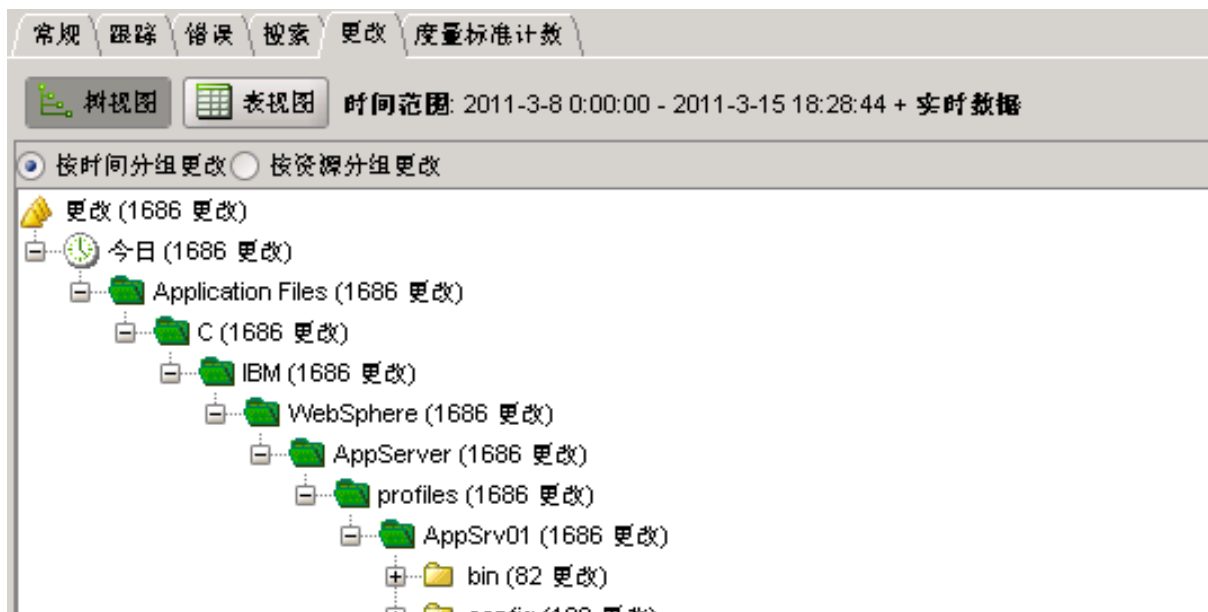 常规 跟踪 错误 搜索 更改 度量标准计数
树视图 表视图 时间范围: 2011-3-8 0:00:00 - 2011-3-15 18:28:44 + 实时数据
按时间分组更改 按资源分组更改
更改 (1686 更改)
今日 (1686 更改)
Application Files (1686 更改)
C (1686 更改)
IBM (1686 更改)
WebSphere (1686 更改)
AppServer (1686 更改)
profiles (1686 更改)
AppSrv01 (1686 更改)
bin (82 更改)